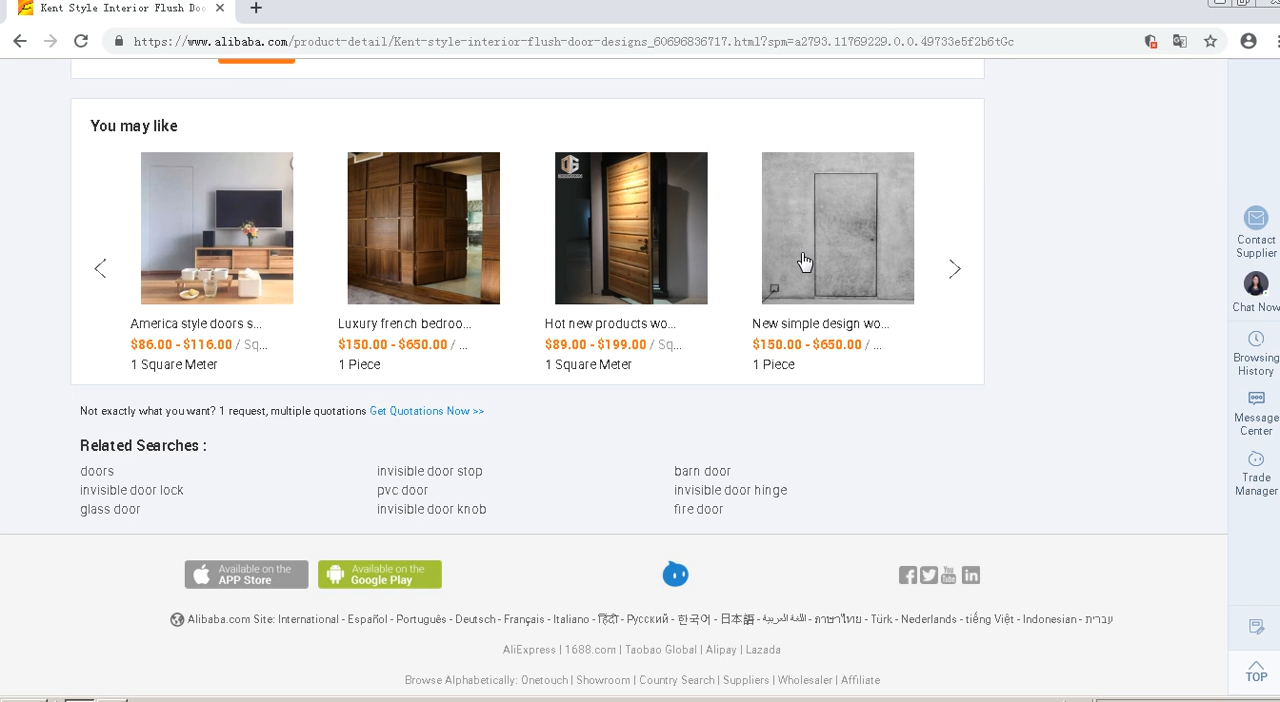 Kent Style Interior Flush Doo
https://www.alibaba.com/product-detail/Kent-style-interior-flush-door-designs_60696836717.html?spm=a2793.11769229.0.0.49733e5f2b6tGc
You may like
America style doors s...
$86.00 - $116.00 / Sq...
1 Square Meter
Luxury french bedroo...
$150.00 - $650.00 / ...
1 Piece
Hot new products wo...
$89.00 - $199.00 / Sq...
1 Square Meter
New simple design wo...
$150.00 - $650.00 / ...
1 Piece
Not exactly what you want? 1 request, multiple quotations Get Quotations Now >>
Related Searches :
doors
invisible door stop
barn door
invisible door lock
pvc door
invisible door hinge
glass door
invisible door knob
fire door
Contact
Supplier
Chat Now
Browsing
History
Message
Center
Trade
Manager
TOP
Available on the
APP Store
Available on the
Google Play
You
Tube
Alibaba.com Site: International - Español - Português - Deutsch - Français - Italiano - हिंदी - Pусский - 한국어 - 日本語 - اللغة العربية - ภาษาไทย - Türk - Nederlands - tiếng Việt - Indonesian - עברית
AliExpress | 1688.com | Taobao Global | Alipay | Lazada
Browse Alphabetically: Onetouch | Showroom | Country Search | Suppliers | Wholesaler | Affiliate